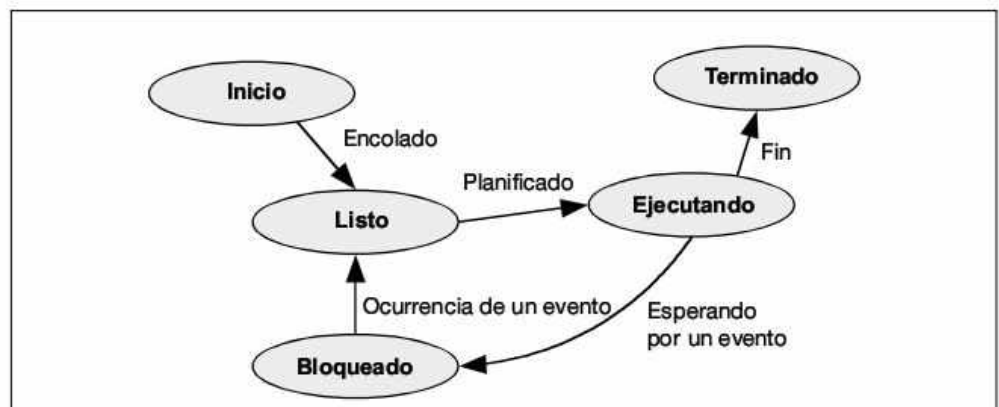 Inicio
Terminado
Encolado
Fin
Planificado
Listo
Ejecutando
Ocurrencia de un evento
Esperando
por un evento
Bloqueado